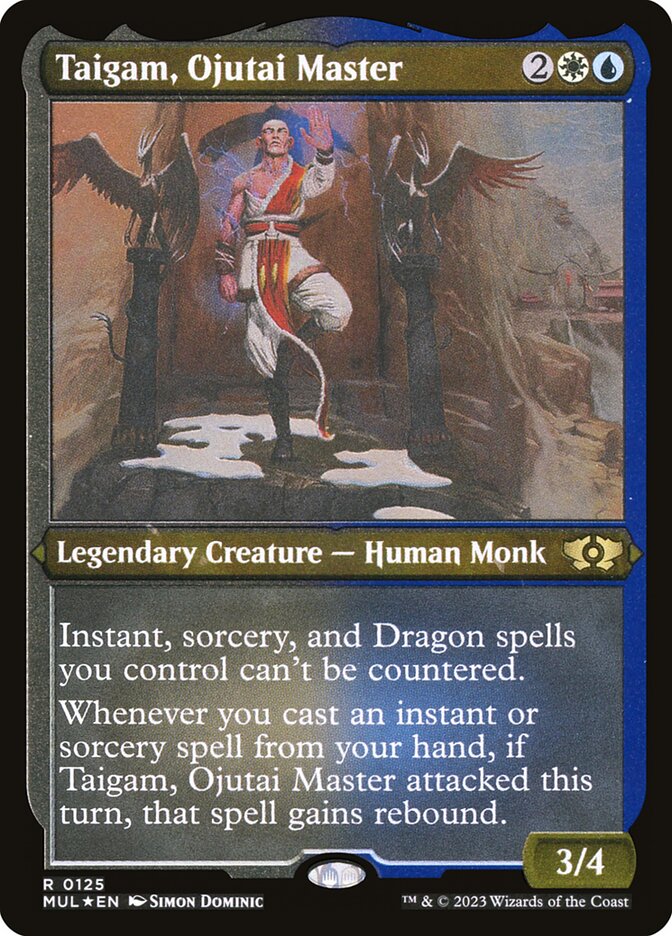 Taigam, Ojutai Master 2
Legendary Creature — Human Monk
Instant, sorcery, and Dragon spells
you control can't be countered.
Whenever you cast an instant or
sorcery spell from your hand, if
Taigam, Ojutai Master attacked this
turn, that spell gains rebound.
3/4
R 0125
MUL★EN Simon Dominic
™ & © 2023 Wizards of the Coast